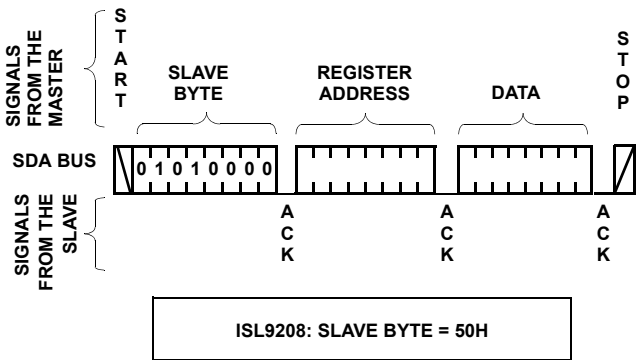 SIGNALS
FROM THE
MASTER
START
SLAVE
BYTE
REGISTER
ADDRESS
DATA
STOP
SDA BUS
0 1 0 1 0 0 0 0
SIGNALS
FROM THE
SLAVE
ACK
ACK
ACK
ISL9208: SLAVE BYTE = 50H